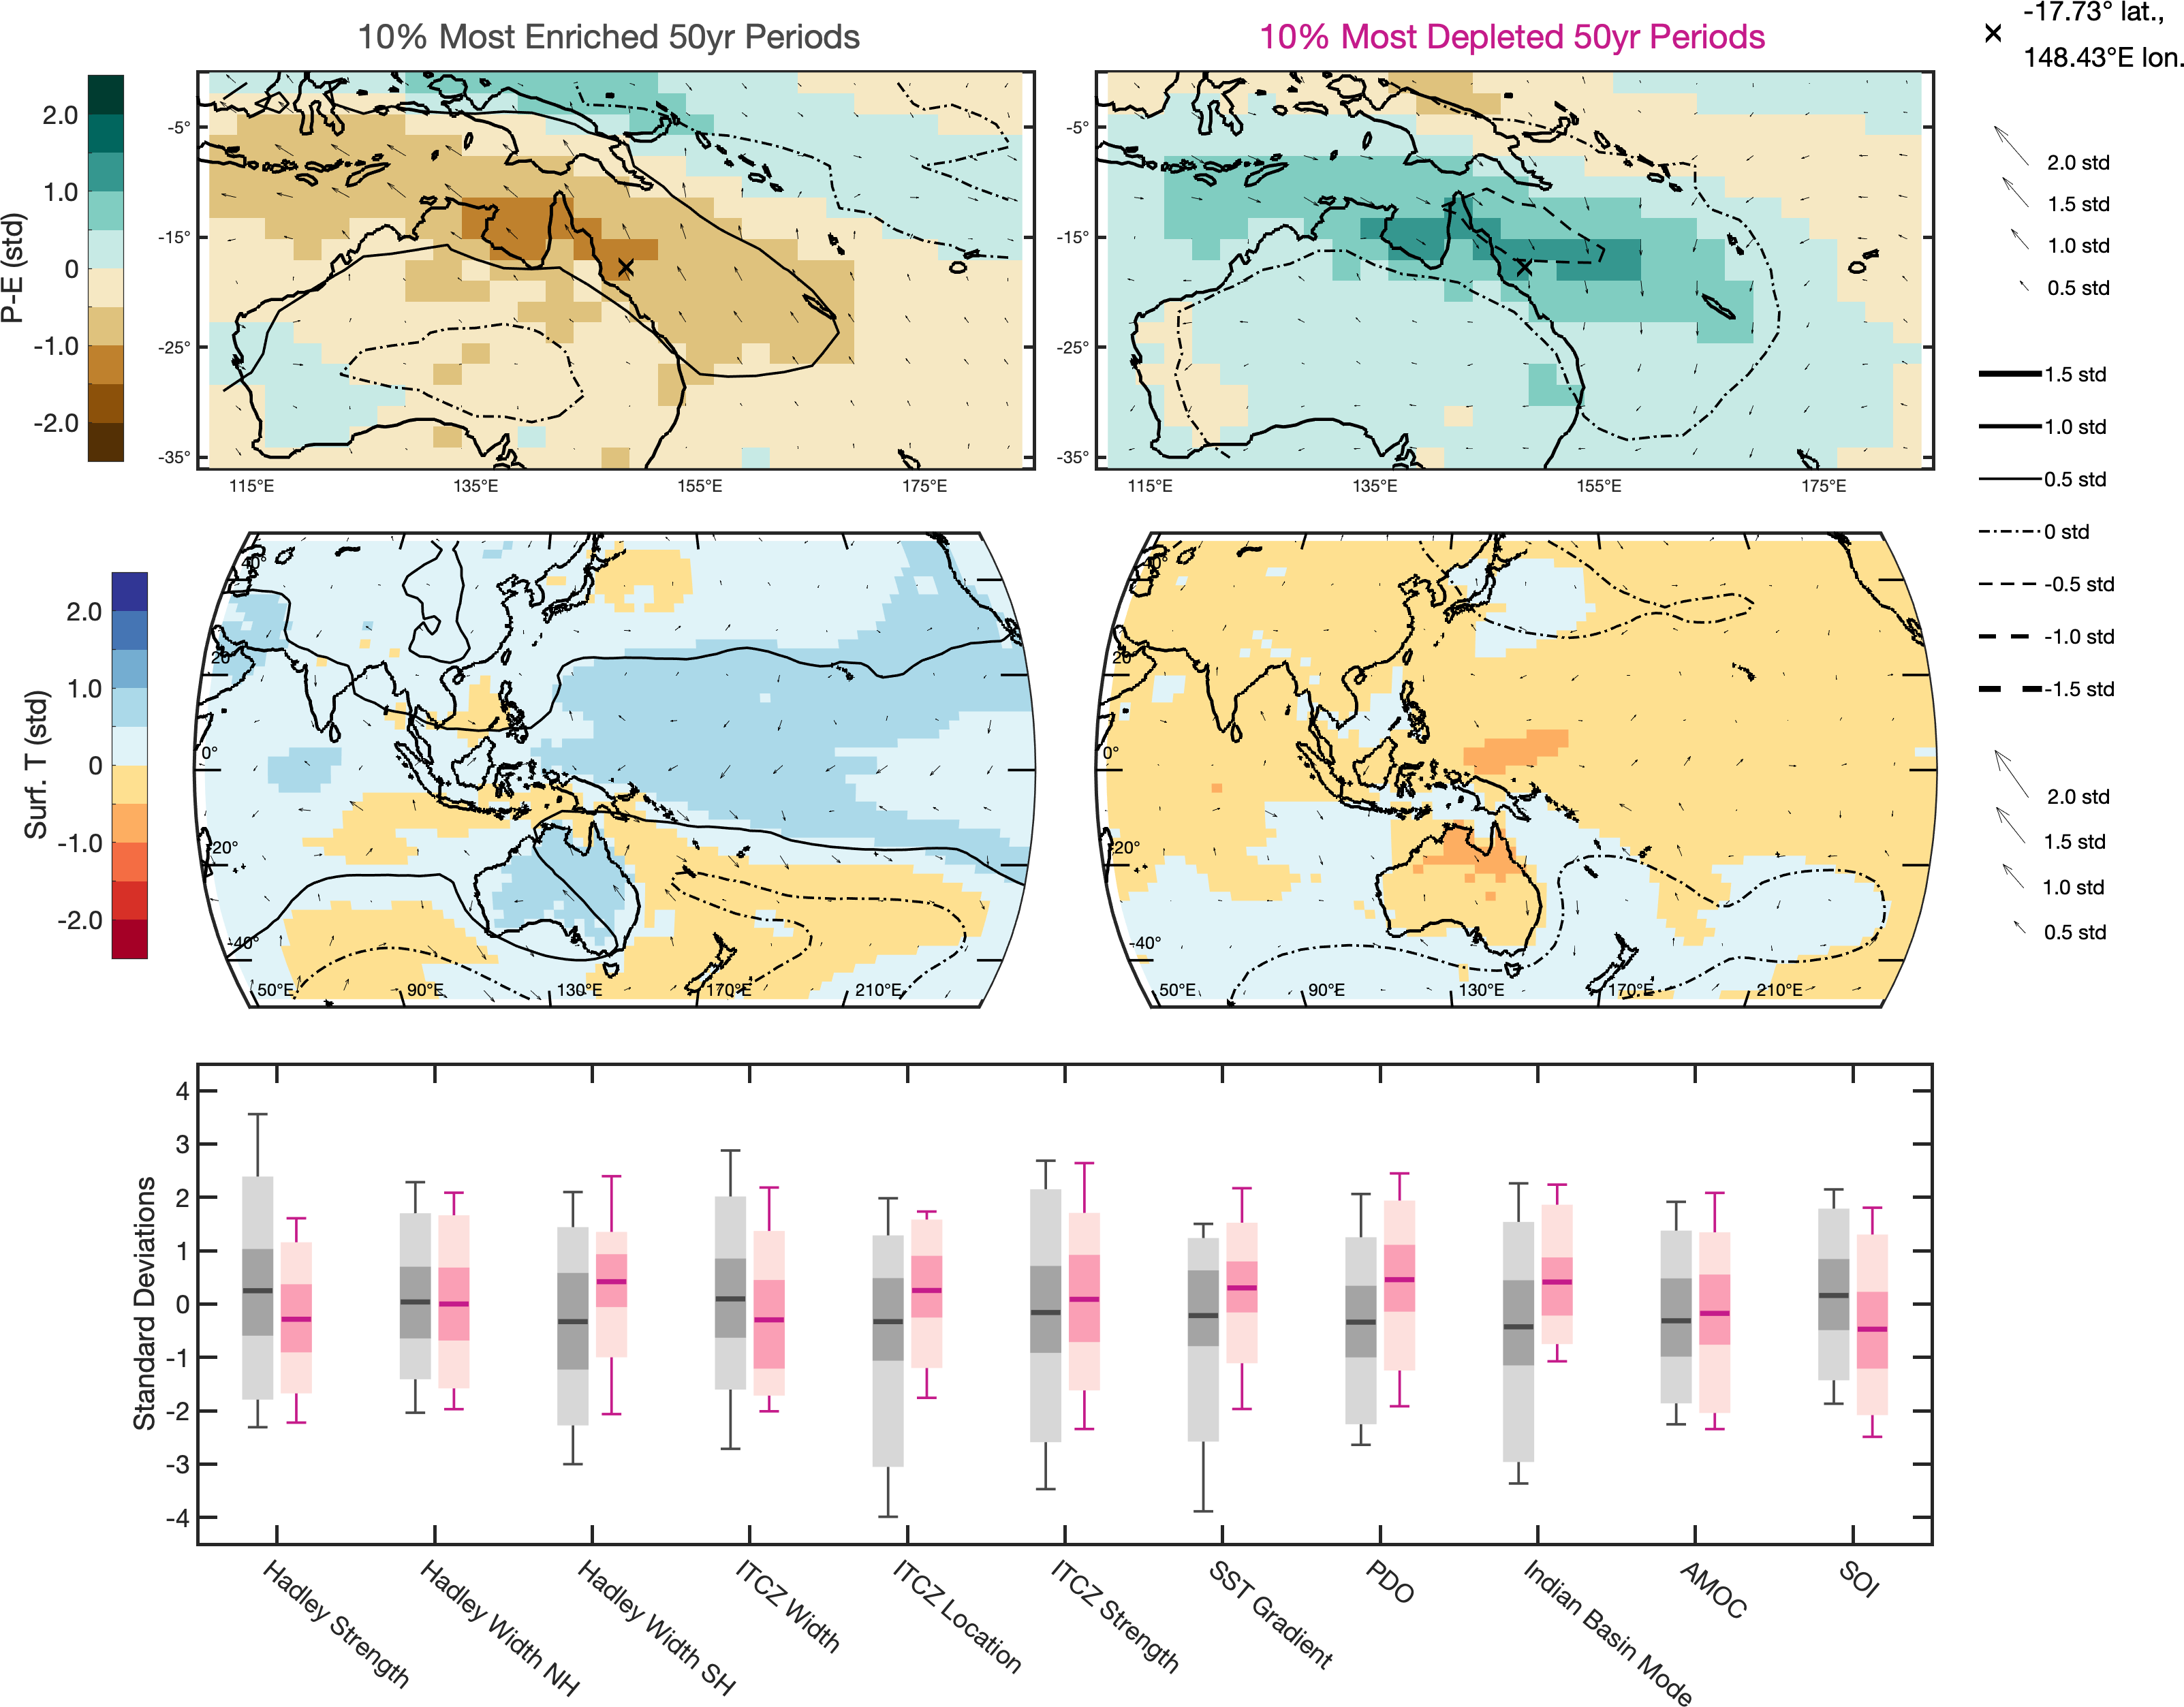 10% Most Enriched 50yr Periods
10% Most Depleted 50yr Periods
-17.73° lat.,
148.43°E lon.
P-E (std)
2.0
1.0
0
-1.0
-2.0
-5°
-15°
-25°
-35°
115°E
135°E
155°E
175°E
-5°
-15°
-25°
-35°
115°E
135°E
155°E
175°E
2.0 std
1.5 std
1.0 std
0.5 std
1.5 std
1.0 std
0.5 std
0 std
-0.5 std
-1.0 std
-1.5 std
2.0 std
1.5 std
1.0 std
0.5 std
Surf. T (std)
2.0
1.0
0
-1.0
-2.0
40°
20°
0°
-20°
-40°
50°E
90°E
130°E
170°E
210°E
40°
20°
0°
-20°
-40°
50°E
90°E
130°E
170°E
210°E
Standard Deviations
4
3
2
1
0
-1
-2
-3
-4
Hadley Strength
Hadley Width NH
Hadley Width SH
ITCZ Width
ITCZ Location
ITCZ Strength
SST Gradient
PDO
Indian Basin Mode
AMOC
SOI